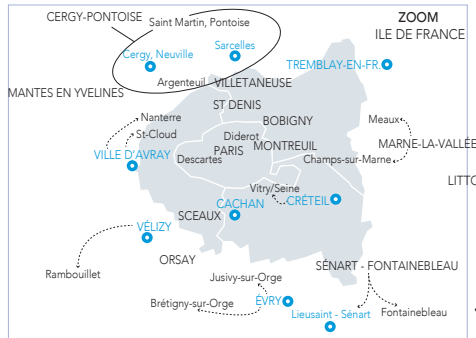 CERGY-PONTOISE
ZOOM
ILE DE FRANCE
Saint Martin, Pontoise
Cergy, Neuville
Sarcelles
TREMBLAY-EN-FR.
Argenteuil
VILLETANEUSE
MANTES EN YVELINES
ST DENIS
Nanterre
BOBIGNY
Meaux
St-Cloud
Diderot
PARIS
MONTREUIL
MARNE-LA-VALLÉE
VILLE D'AVRAY
Descartes
Champs-sur-Marne
LITTO
Vitry/Seine
CRÉTEIL
CACHAN
SCEAUX
VÉLIZY
ORSAY
Rambouillet
SÉNART - FONTAINEBLEAU
Jusivy-sur-Orge
Brétigny-sur-Orge
ÉVRY
Lieusaint - Sénart
Fontainebleau